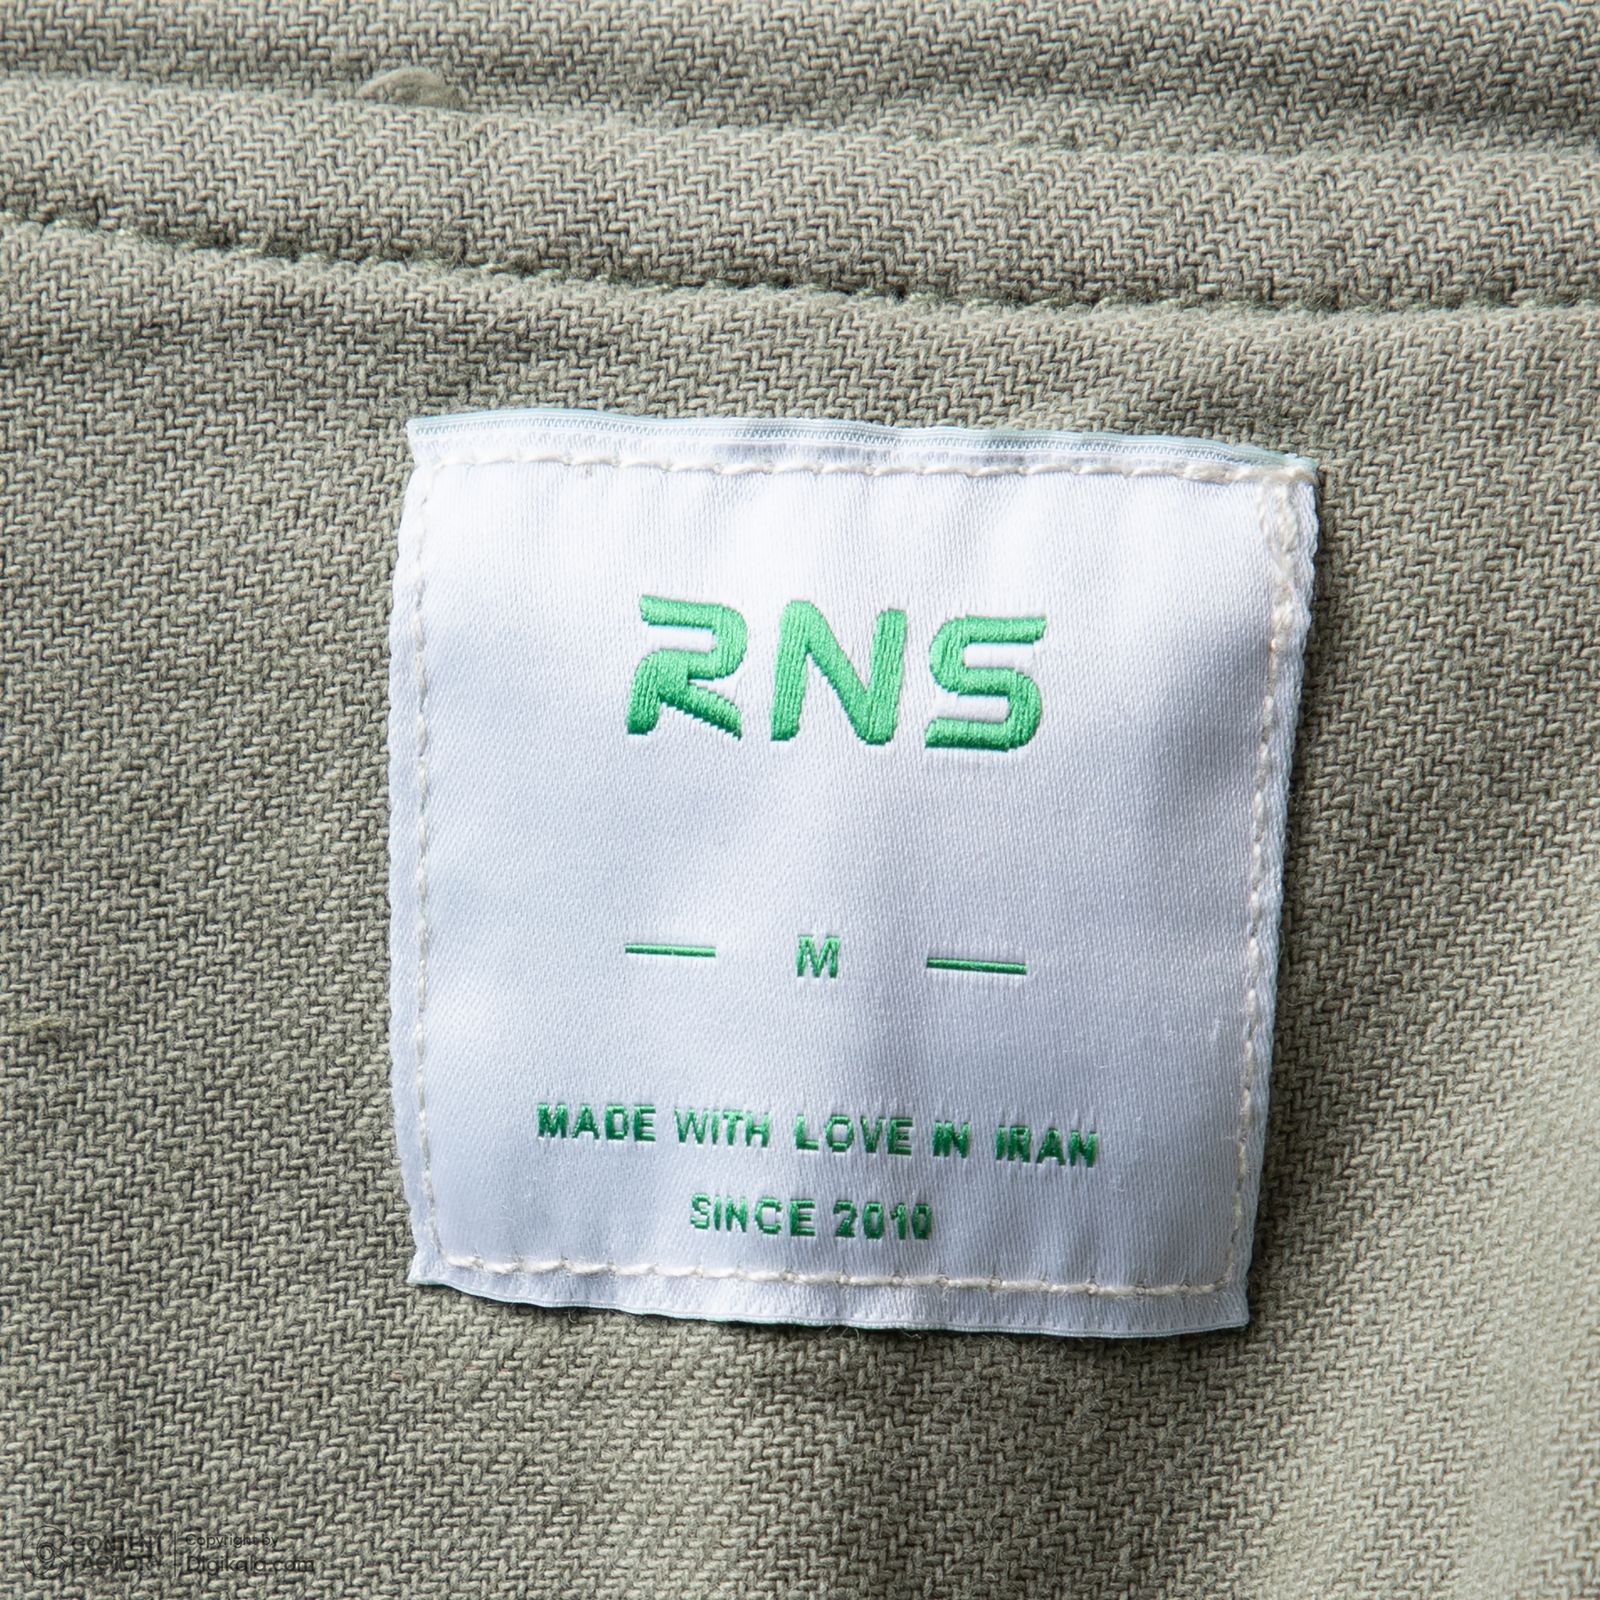 RNS
— M —
MADE WITH LOVE IN IRAN
SINCE 2010
CONTENT FACTORY
Copyright by
Digikala.com